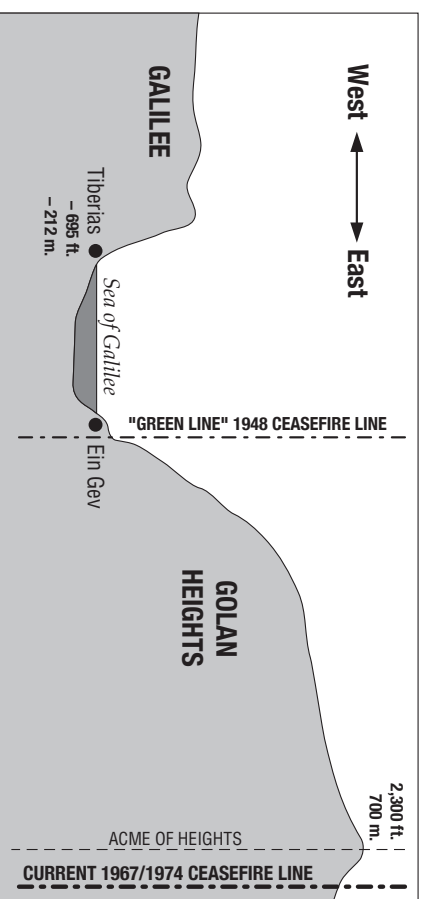 West East
GALILEE
Tiberias
– 695 ft.
– 212 m.
Sea of Galilee
"GREEN LINE" 1948 CEASEFIRE LINE
Ein Gev
GOLAN
HEIGHTS
2,300 ft.
700 m.
ACME OF HEIGHTS
CURRENT 1967/1974 CEASEFIRE LINE